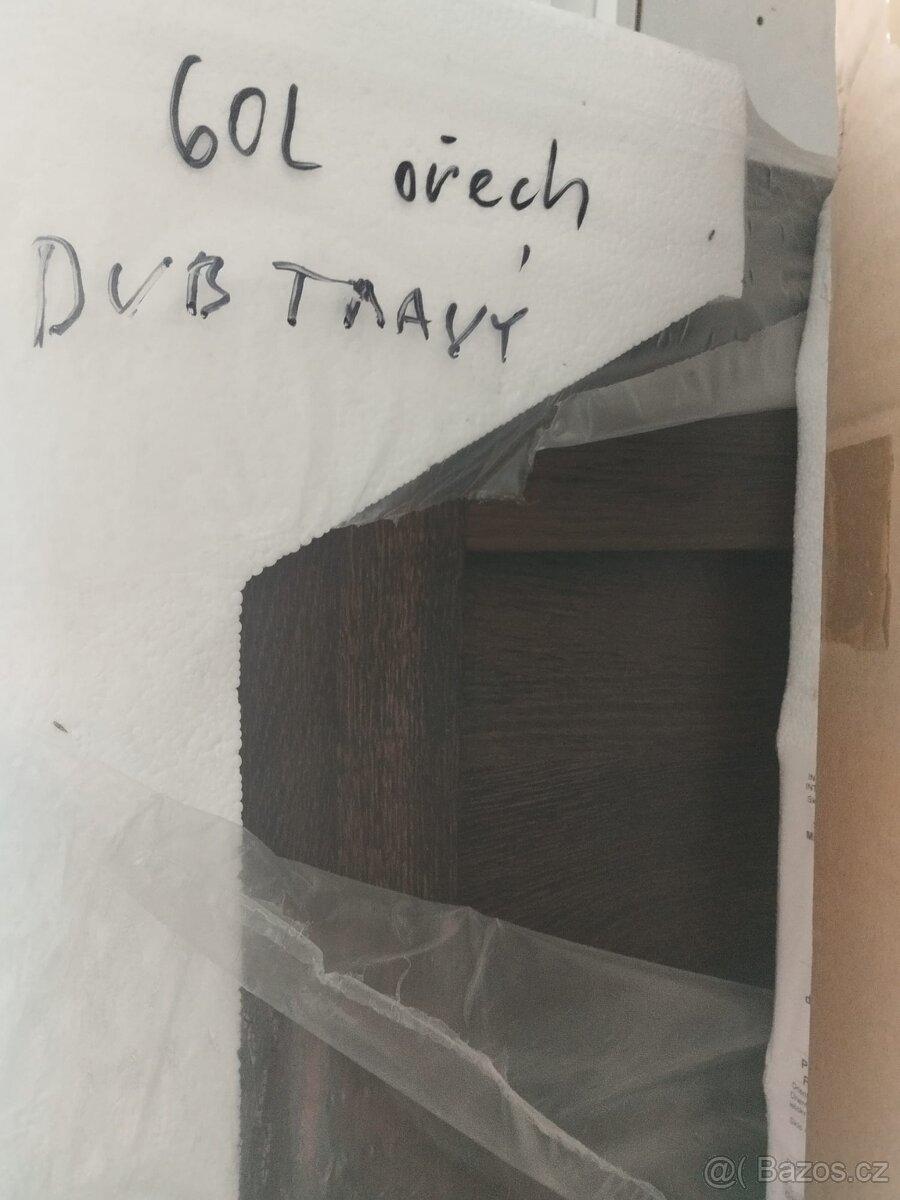 60L ořech
DUB TMAVÝ
@( Bazos.cz